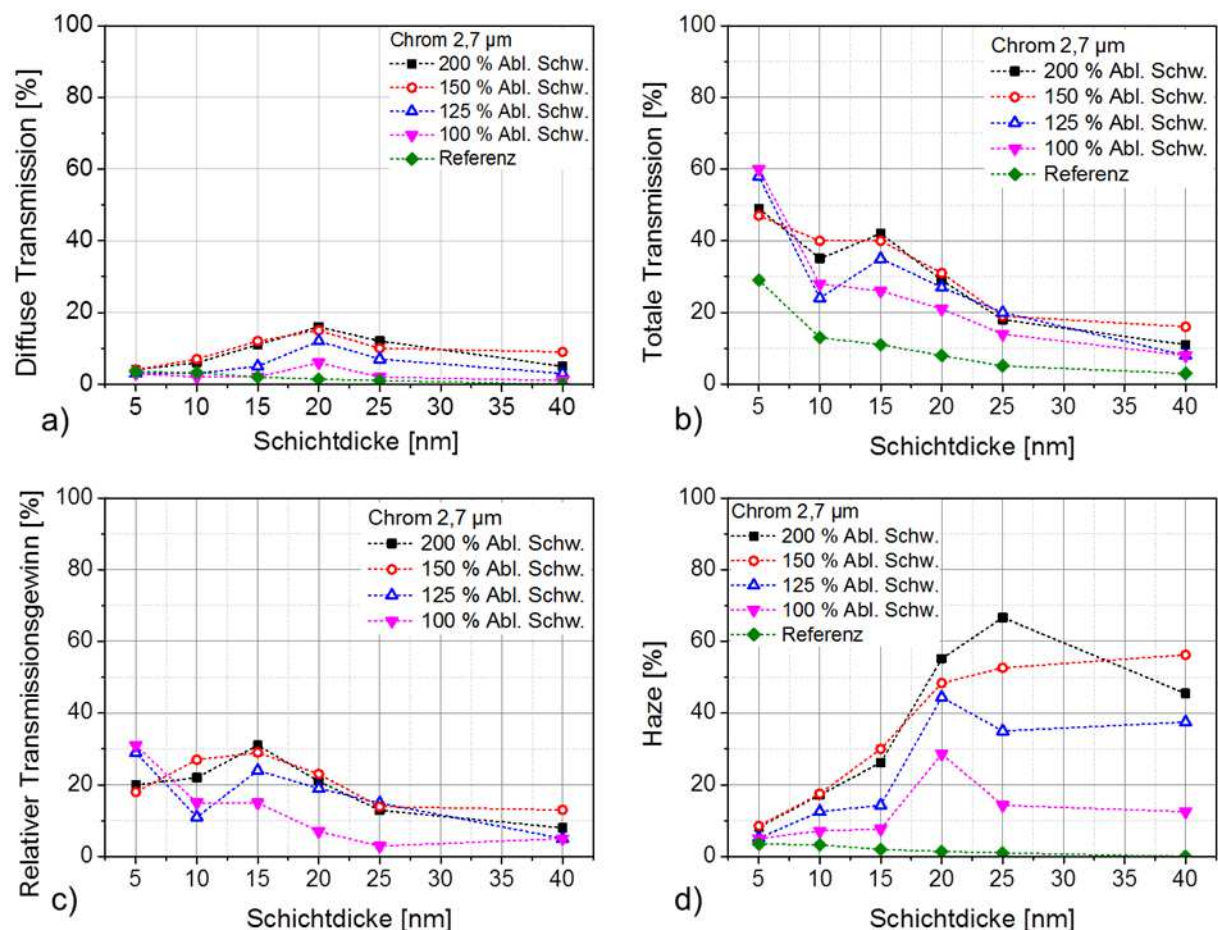 Diffuse Transmission [%]
100
80
60
40
20
0
Chrom 2,7 µm
200 % Abl. Schw.
150 % Abl. Schw.
125 % Abl. Schw.
100 % Abl. Schw.
Referenz
5 10 15 20 25 30 35 40
a)
Schichtdicke [nm]
Totale Transmission [%]
100
80
60
40
20
0
Chrom 2,7 µm
200 % Abl. Schw.
150 % Abl. Schw.
125 % Abl. Schw.
100 % Abl. Schw.
Referenz
5 10 15 20 25 30 35 40
b)
Schichtdicke [nm]
Relativer Transmissionsgewinn [%]
100
80
60
40
20
0
Chrom 2,7 µm
200 % Abl. Schw.
150 % Abl. Schw.
125 % Abl. Schw.
100 % Abl. Schw.
5 10 15 20 25 30 35 40
c)
Schichtdicke [nm]
Haze [%]
100
80
60
40
20
0
Chrom 2,7 µm
200 % Abl. Schw.
150 % Abl. Schw.
125 % Abl. Schw.
100 % Abl. Schw.
Referenz
5 10 15 20 25 30 35 40
d)
Schichtdicke [nm]